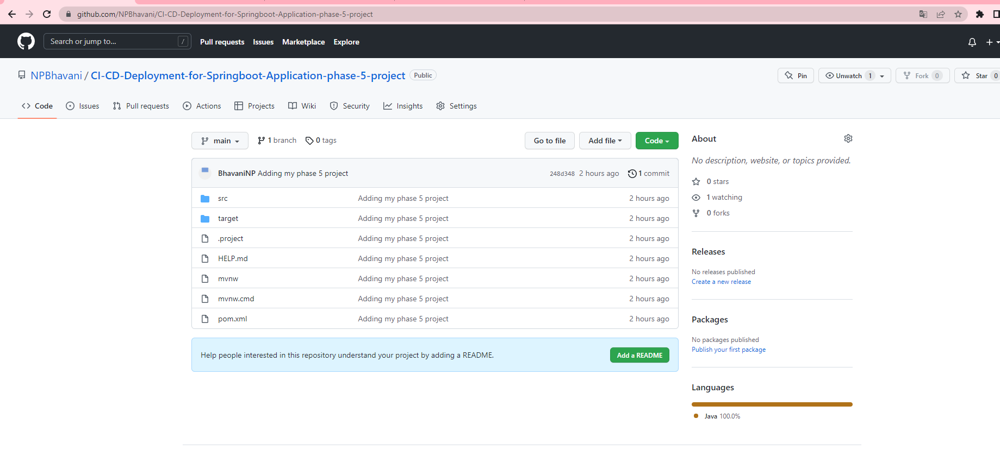 github.com/NPBhavani/CI-CD-Deployment-for-Springboot-Application-phase-5-project
Search or jump to... / Pull requests Issues Marketplace Explore
NPBhavani / CI-CD-Deployment-for-Springboot-Application-phase-5-project Public Pin Unwatch 1 Fork 0 Star 0
Code Issues Pull requests Actions Projects Wiki Security Insights Settings
main 1 branch 0 tags Go to file Add file Code
BhavaniNP Adding my phase 5 project 248d348 2 hours ago 1 commit
src Adding my phase 5 project 2 hours ago
target Adding my phase 5 project 2 hours ago
.project Adding my phase 5 project 2 hours ago
HELP.md Adding my phase 5 project 2 hours ago
mvnw Adding my phase 5 project 2 hours ago
mvnw.cmd Adding my phase 5 project 2 hours ago
pom.xml Adding my phase 5 project 2 hours ago
Help people interested in this repository understand your project by adding a README. Add a README
About
No description, website, or topics provided.
0 stars
1 watching
0 forks
Releases
No releases published
Create a new release
Packages
No packages published
Publish your first package
Languages
Java 100.0%